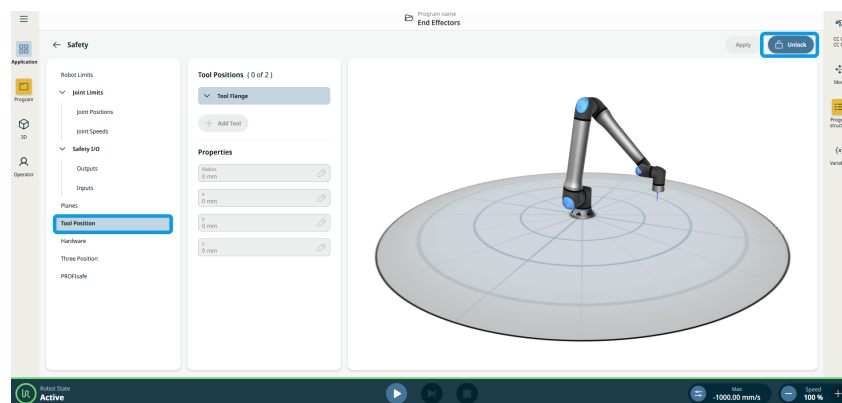 Program name
End Effectors
Safety
Apply
Unlock
Application
Program
3D
Operator
Robot Limits
Joint Limits
Joint Positions
Joint Speeds
Safety I/O
Outputs
Inputs
Planes
Tool Position
Hardware
Three Position
PROFIsafe
Tool Positions ( 0 of 2 )
Tool Flange
Add Tool
Properties
Radius
0 mm
X
0 mm
Y
0 mm
0 mm
Robot State
Active
Max
-1000.00 mm/s
Speed
100 %